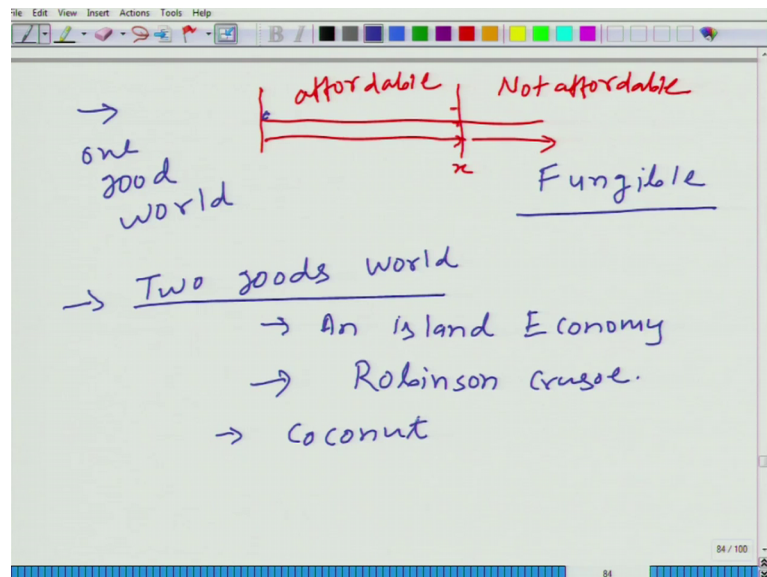 File Edit View Insert Actions Tools Help
B I
affordable Not affordable
→
x
one
good
world
Fungible
→ Two goods world
→ An island Economy
→ Robinson crusoe.
→ Coconut
84 / 100
84